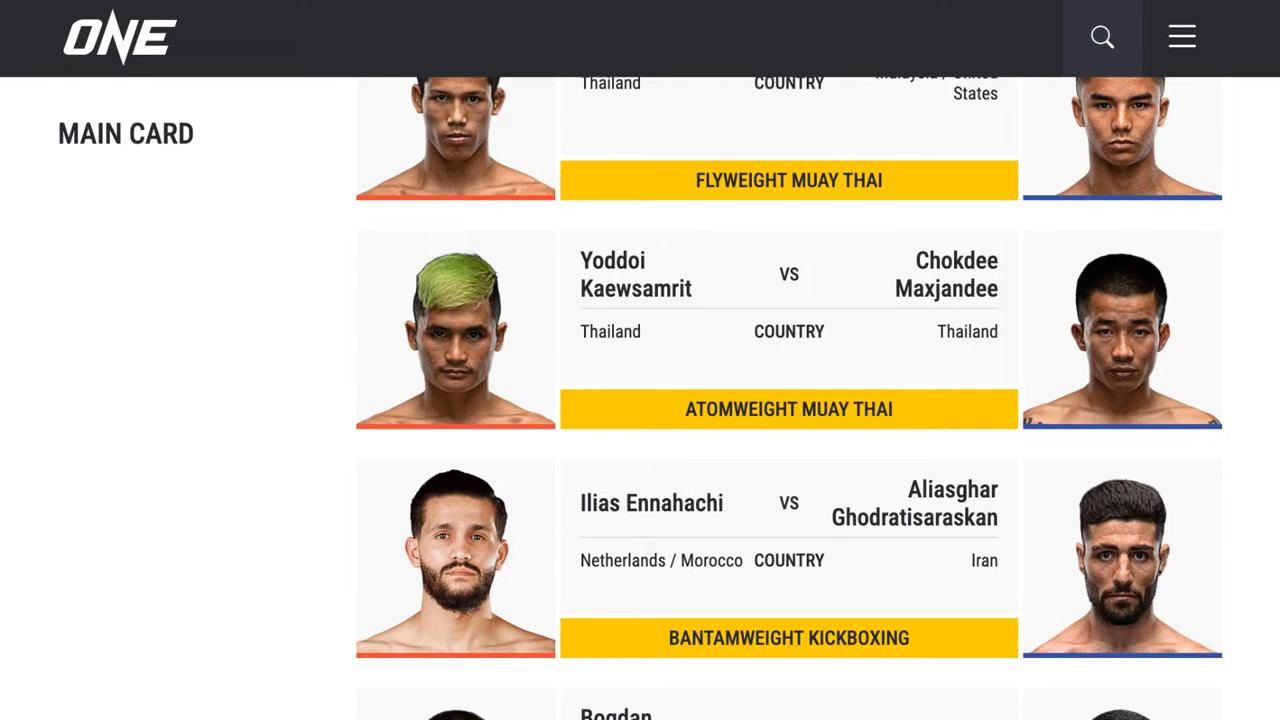 ONE
Thailand COUNTRY
States
MAIN CARD
FLYWEIGHT MUAY THAI
Yoddoi Kaewsamrit VS Chokdee Maxjandee
Thailand COUNTRY Thailand
ATOMWEIGHT MUAY THAI
Ilias Ennahachi VS Aliasghar Ghodratisaraskan
Netherlands / Morocco COUNTRY Iran
BANTAMWEIGHT KICKBOXING
Bogdan